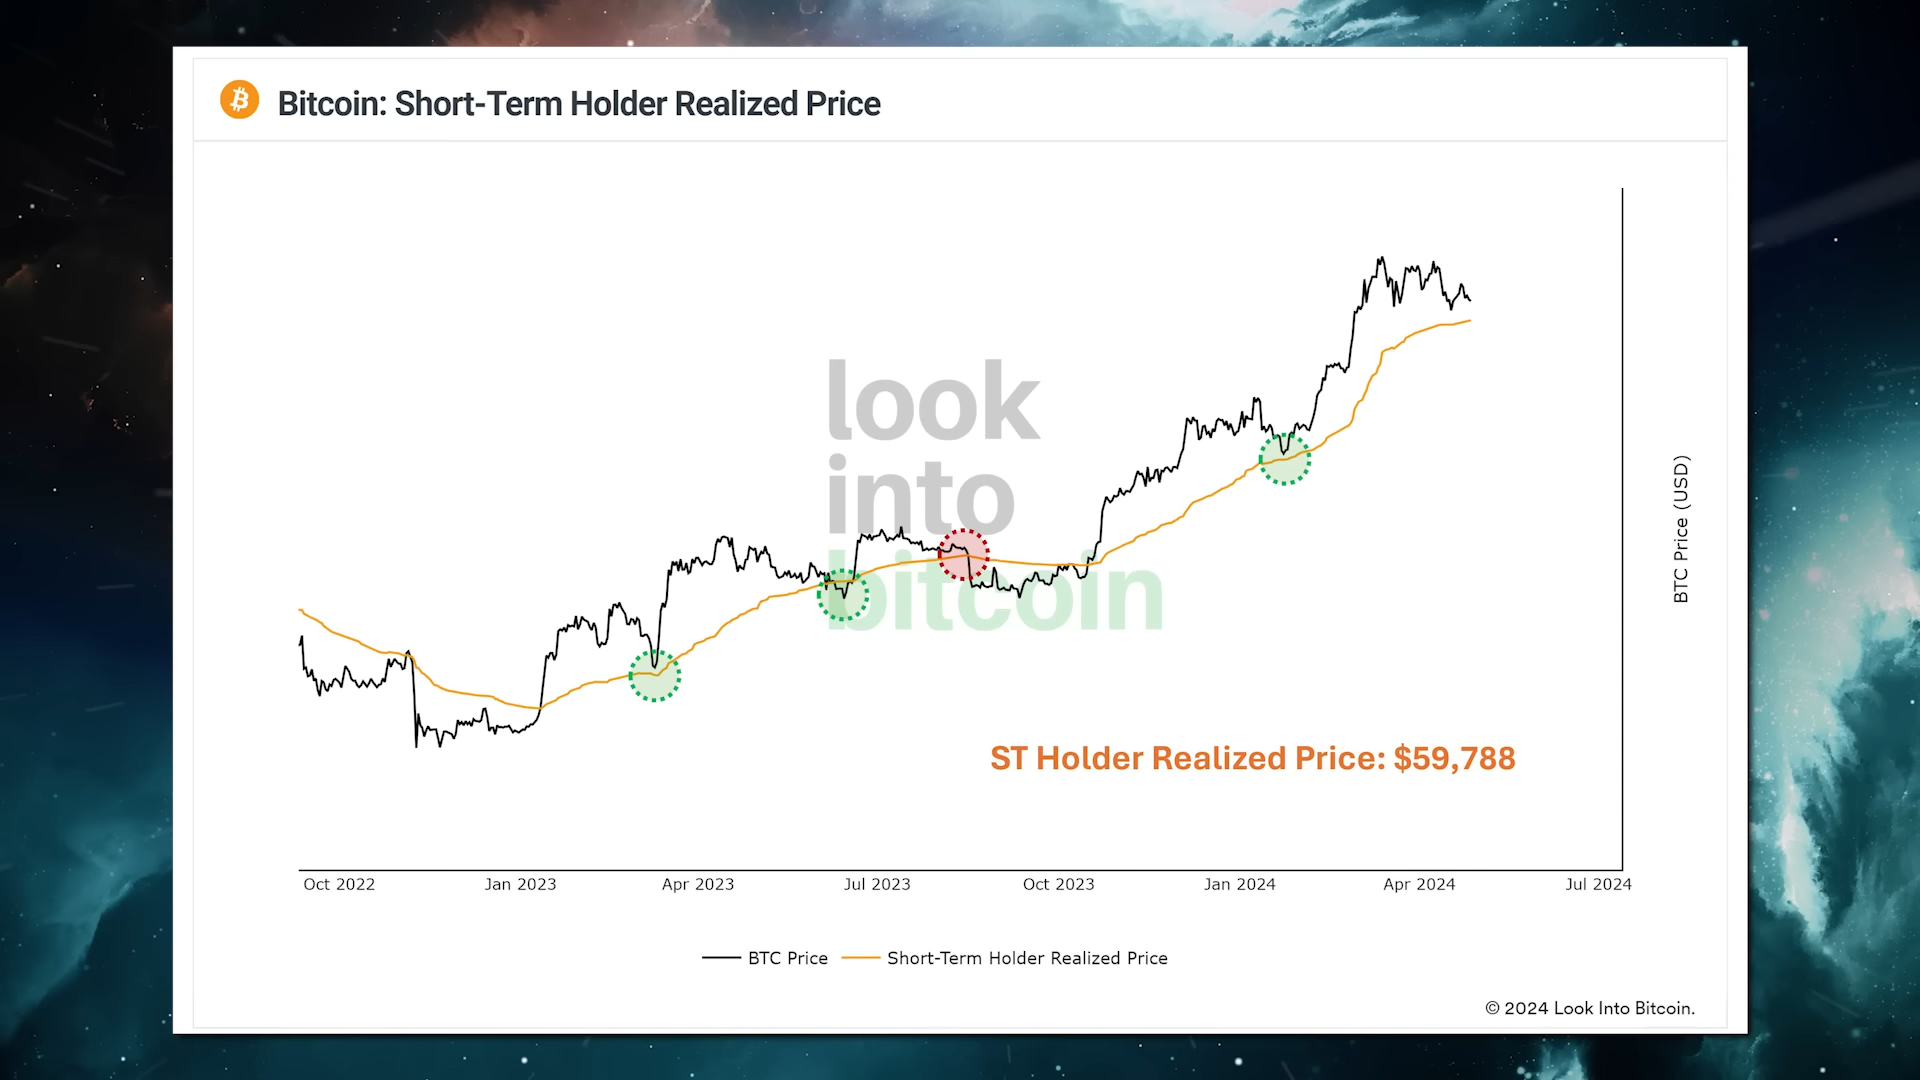 Bitcoin: Short-Term Holder Realized Price
look
into
bitcoin
BTC Price (USD)
ST Holder Realized Price: $59,788
Oct 2022 Jan 2023 Apr 2023 Jul 2023 Oct 2023 Jan 2024 Apr 2024 Jul 2024
BTC Price Short-Term Holder Realized Price
© 2024 Look Into Bitcoin.